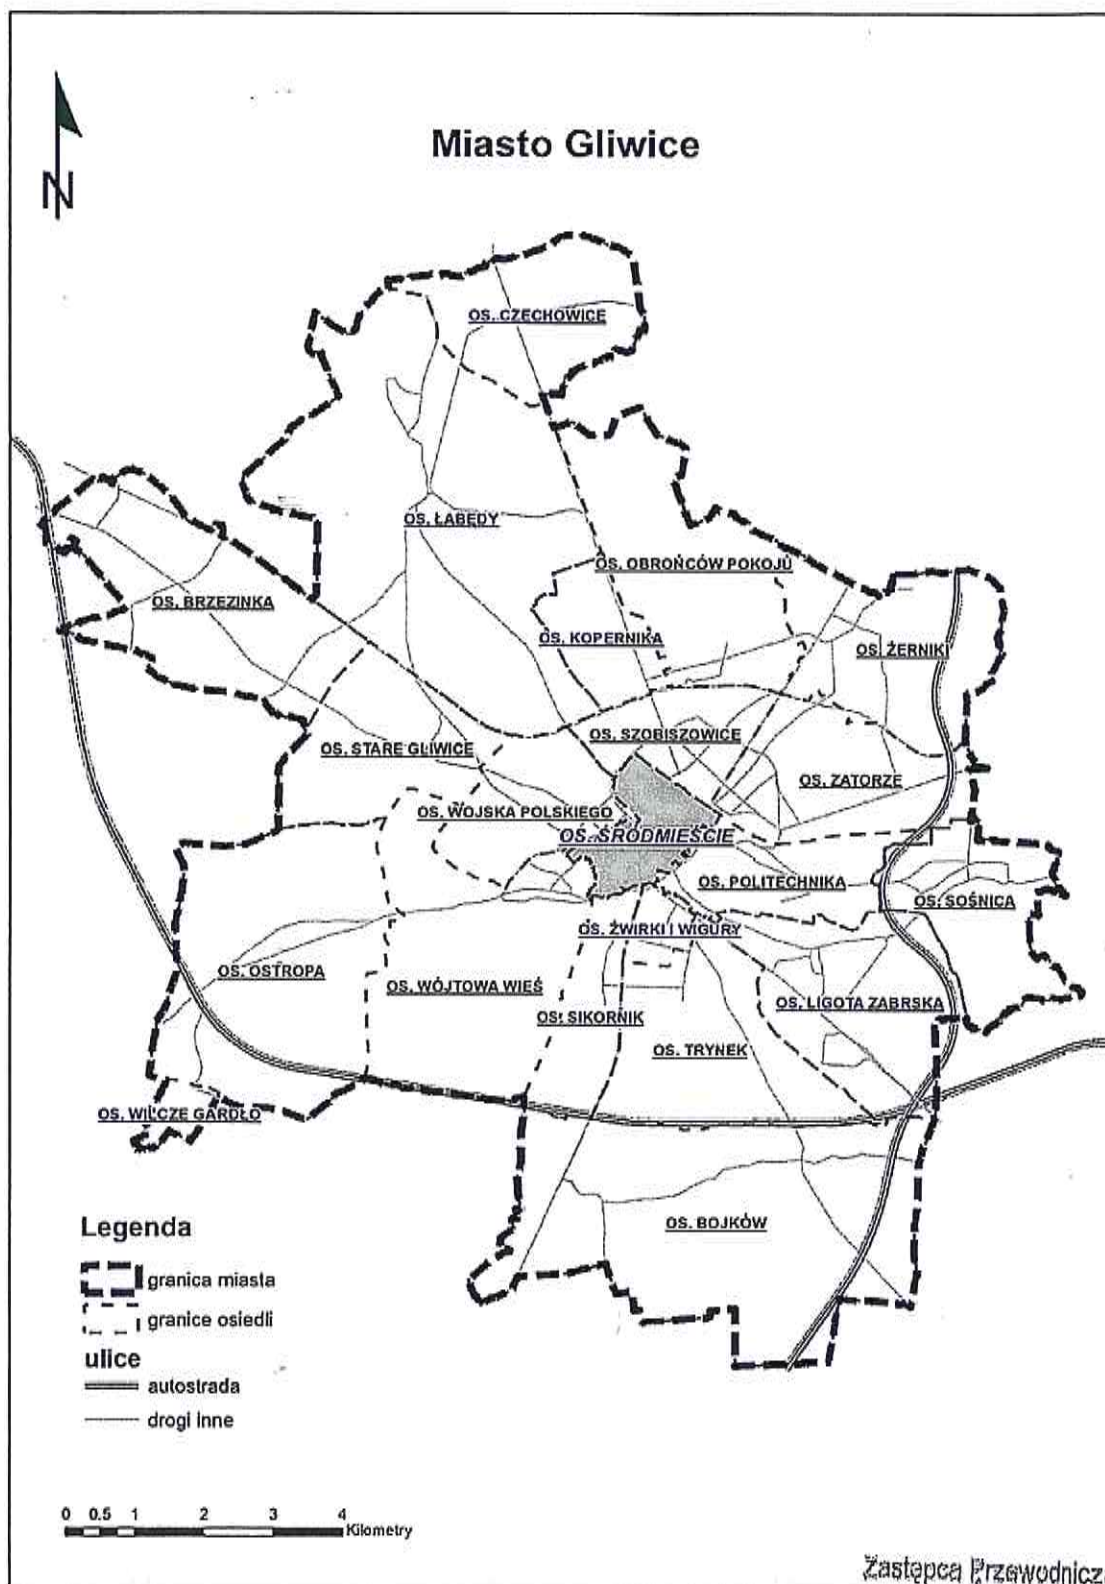 Miasto Gliwice
N
OS. CZECHOWICE
OS. ŁABĘDY
OS. OBROŃCÓW POKOJU
OS. BRZEZINKA
OS. KOPERNIKA
OS. ŻERNIKI
OS. SZOBISZOWICE
OS. STARE GLIWICE
OS. ZATORZE
OS. WOJSKA POLSKIEGO
OS. ŚRÓDMIEŚCIE
OS. POLITECHNIKA
OS. SOŚNICA
OS. ŻWIRKI I WIGURY
OS. OSTROPA
OS. WÓJTOWA WIEŚ
OS. LIGOTA ZABRSKA
OS. SIKORNIK
OS. TRYNEK
OS. WILCZE GARDŁO
OS. BOJKÓW
Legenda
granica miasta
granice osiedli
ulice
autostrada
drogi inne
0 0.5 1 2 3 4
Kilometry
Zastępca Przewodnicz